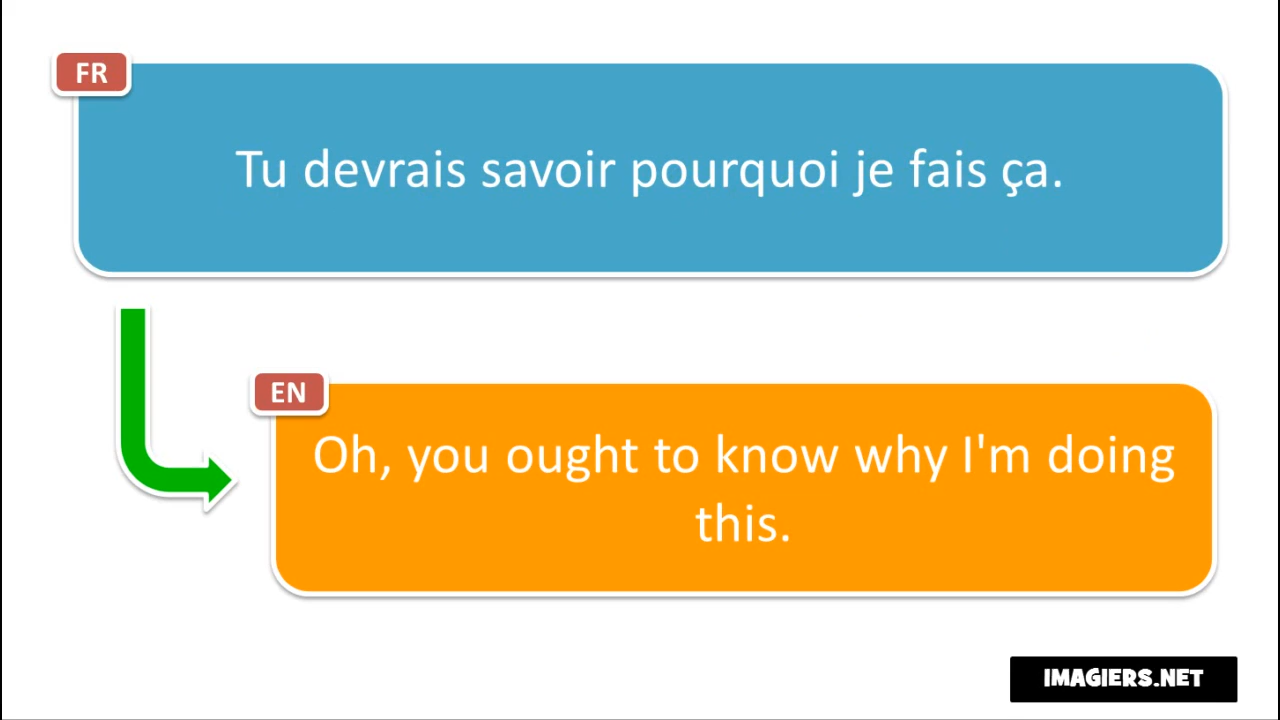 FR
Tu devrais savoir pourquoi je fais ça.
EN
Oh, you ought to know why I'm doing
this.
IMAGIERS.NET